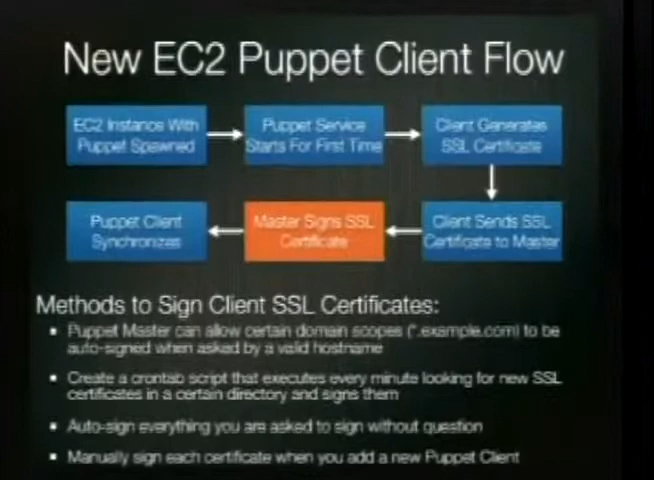 New EC2 Puppet Client Flow
EC2 Instance With
Puppet Spawned
Puppet Service
Starts For First Time
Client Generates
SSL Certificate
Client Sends SSL
Certificate to Master
Master Signs SSL
Certificate
Puppet Client
Synchronizes
Methods to Sign Client SSL Certificates:
Puppet Master can allow certain domain scopes (*.example.com) to be
auto-signed when asked by a valid hostname
Create a crontab script that executes every minute looking for new SSL
certificates in a certain directory and signs them
Auto-sign everything you are asked to sign without question
Manually sign each certificate when you add a new Puppet Client